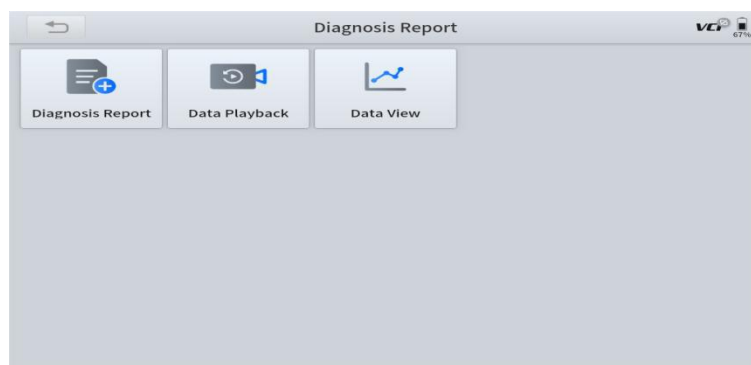 Diagnosis Report
VCI
67%
Diagnosis Report
Data Playback
Data View